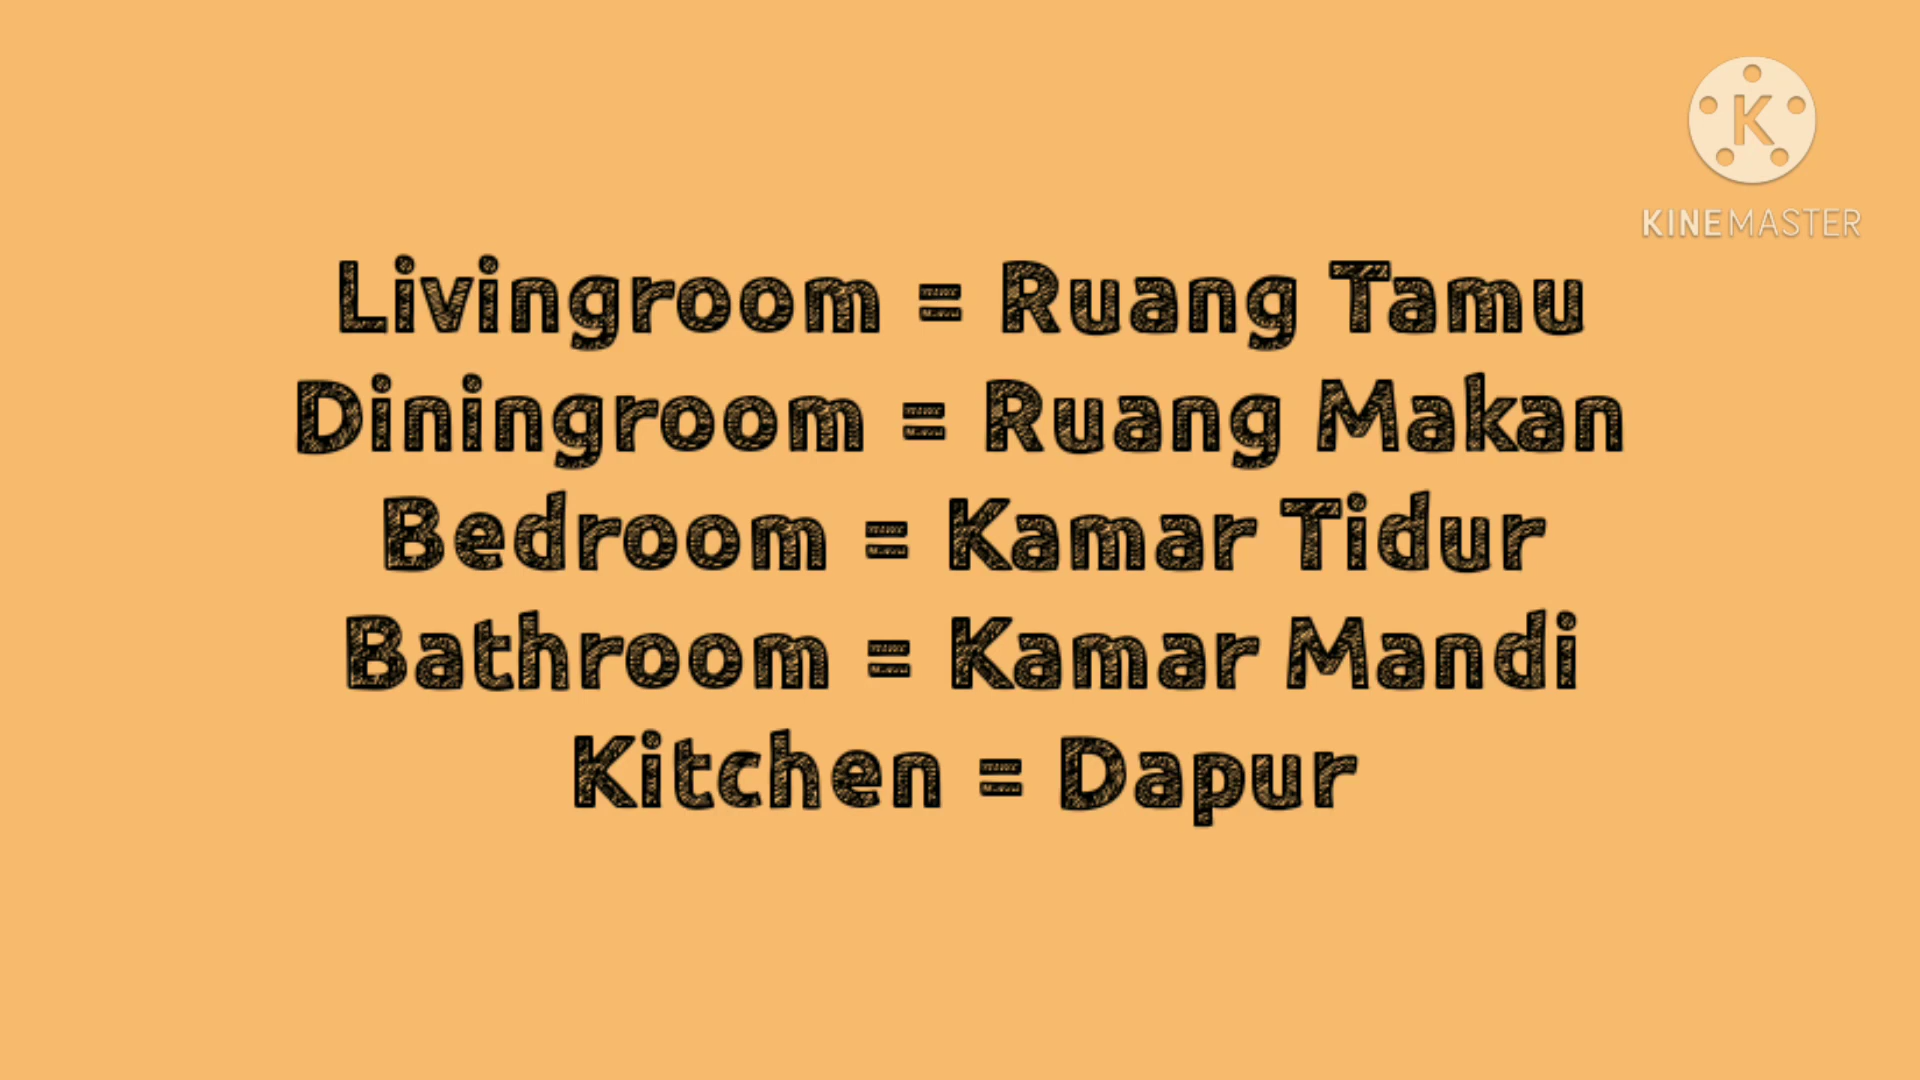 KINEMASTER
Livingroom = Ruang Tamu
Diningroom = Ruang Makan
Bedroom = Kamar Tidur
Bathroom = Kamar Mandi
Kitchen = Dapur